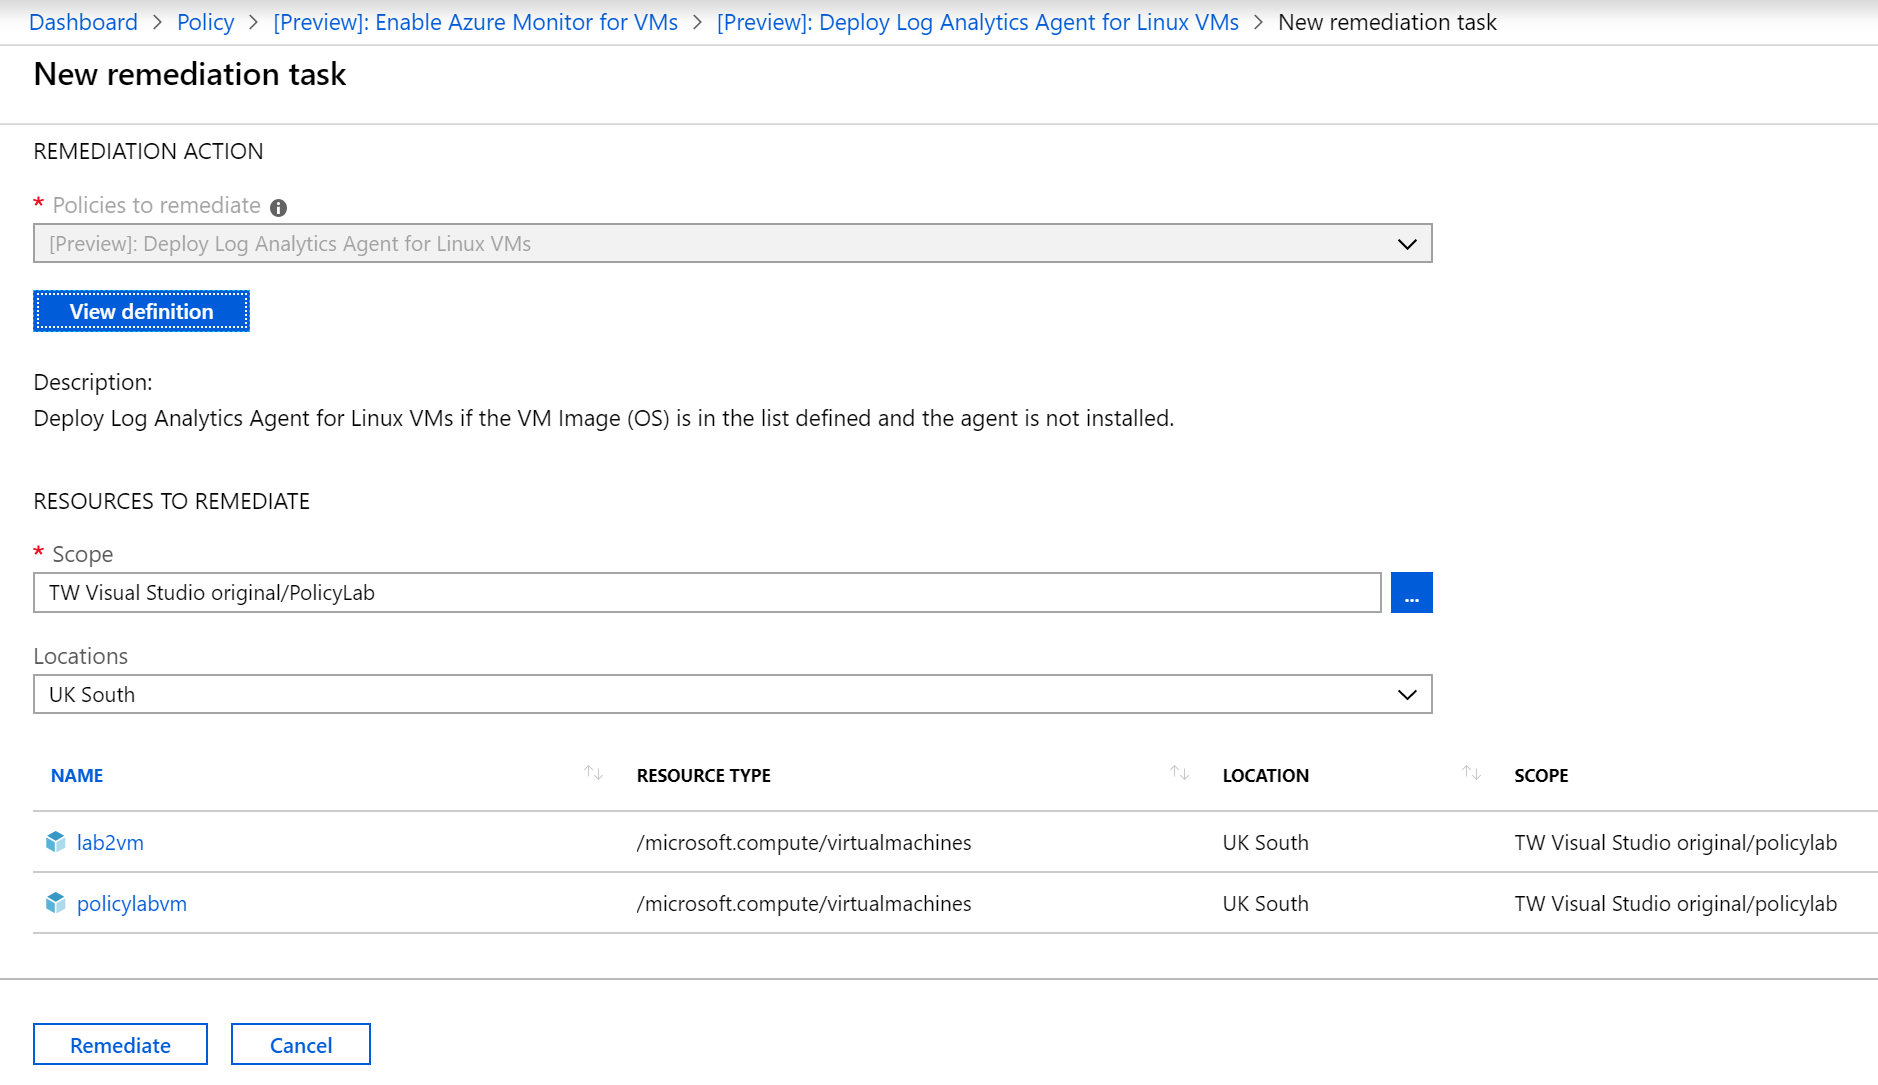 Dashboard > Policy > [Preview]: Enable Azure Monitor for VMs > [Preview]: Deploy Log Analytics Agent for Linux VMs > New remediation task
New remediation task
REMEDIATION ACTION
* Policies to remediate
[Preview]: Deploy Log Analytics Agent for Linux VMs
View definition
Description:
Deploy Log Analytics Agent for Linux VMs if the VM Image (OS) is in the list defined and the agent is not installed.
RESOURCES TO REMEDIATE
* Scope
TW Visual Studio original/PolicyLab
...
Locations
UK South
NAME RESOURCE TYPE LOCATION SCOPE
lab2vm /microsoft.compute/virtualmachines UK South TW Visual Studio original/policylab
policylabvm /microsoft.compute/virtualmachines UK South TW Visual Studio original/policylab
Remediate Cancel